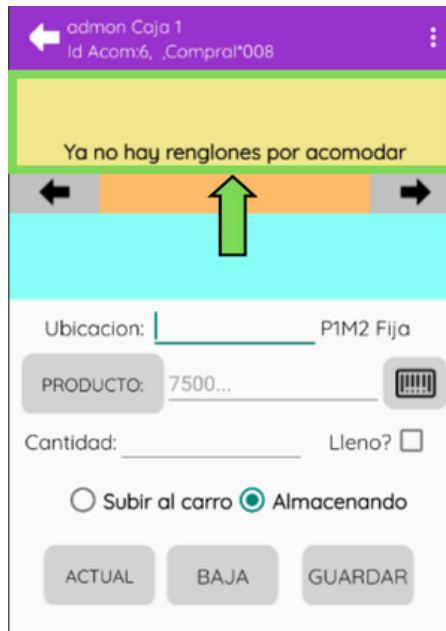 admon Caja 1
Id Acom:6, ,Compral*008
Ya no hay renglones por acomodar
Ubicacion: P1M2 Fija
PRODUCTO: 7500...
Cantidad: Lleno?
Subir al carro Almacenando
ACTUAL BAJA GUARDAR